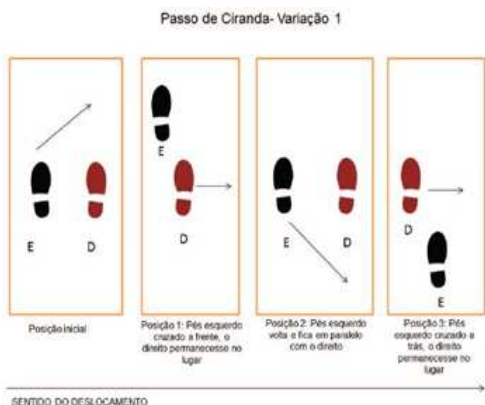 Passo de Ciranda- Variação 1
E
D
Posição Inicial
E
D
Posição 1: Pés esquerdo
cruzado a frente, o
direito permanecesse no
lugar
E
D
Posição 2: Pés esquerdo
volta e fica em paralelo
com o direito
D
E
Posição 3: Pés
esquerdo cruzado a
trás, o direito
permanecesse no
lugar
SENTIDO DO DESLOCAMENTO